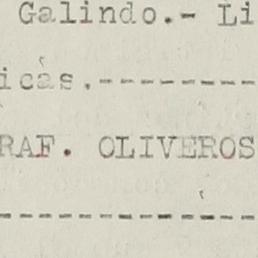 Galindo.- Li
icas.---------
RAF. OLIVEROS
-------------